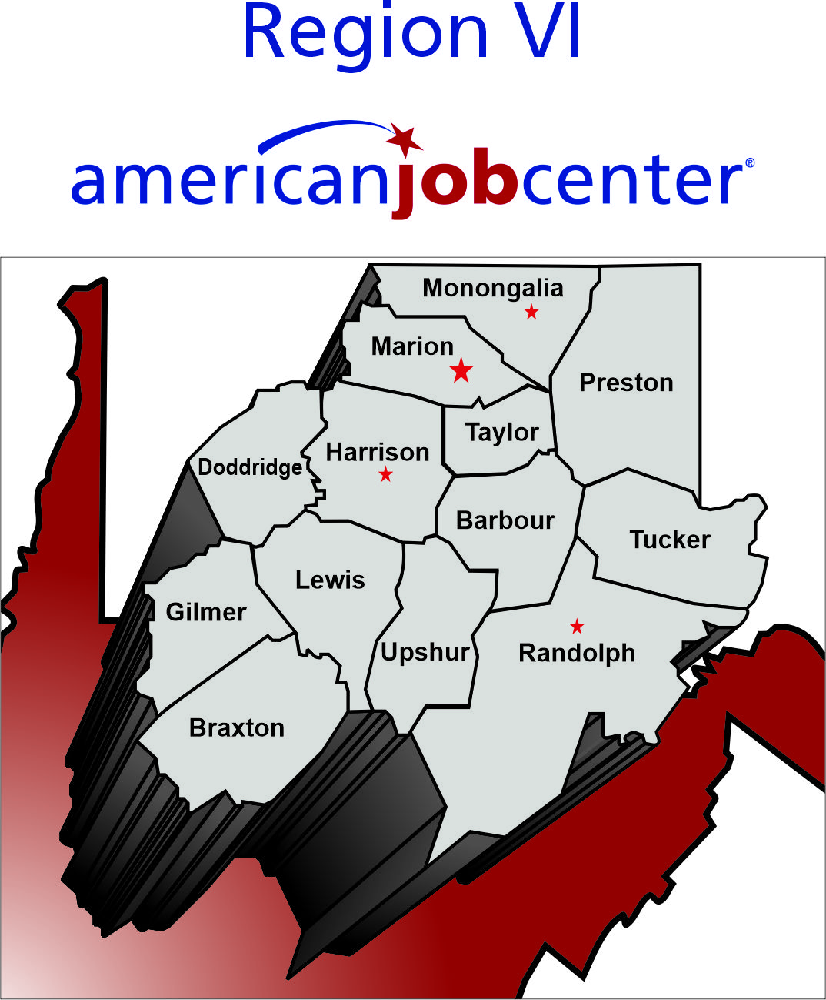 Region VI
americanjobcenter®
Monongalia
Marion
Preston
Taylor
Harrison
Doddridge
Barbour
Tucker
Lewis
Gilmer
Upshur
Randolph
Braxton